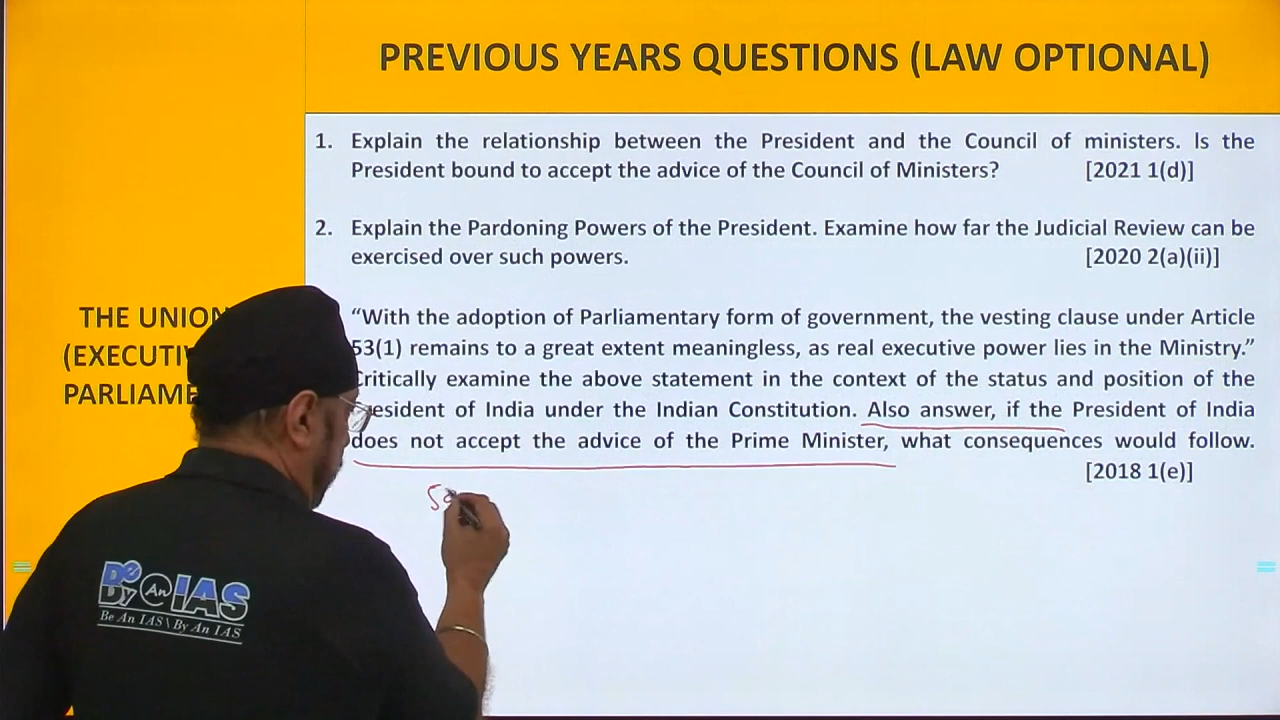 PREVIOUS YEARS QUESTIONS (LAW OPTIONAL)
1. Explain the relationship between the President and the Council of ministers. Is the
President bound to accept the advice of the Council of Ministers? [2021 1(d)]
2. Explain the Pardoning Powers of the President. Examine how far the Judicial Review can be
exercised over such powers. [2020 2(a)(ii)]
“With the adoption of Parliamentary form of government, the vesting clause under Article
53(1) remains to a great extent meaningless, as real executive power lies in the Ministry.”
Critically examine the above statement in the context of the status and position of the
President of India under the Indian Constitution. Also answer, if the President of India
does not accept the advice of the Prime Minister, what consequences would follow.
[2018 1(e)]
THE UNION
(EXECUTI
PARLIAME
Be By An IAS
Be An IAS \ By An IAS